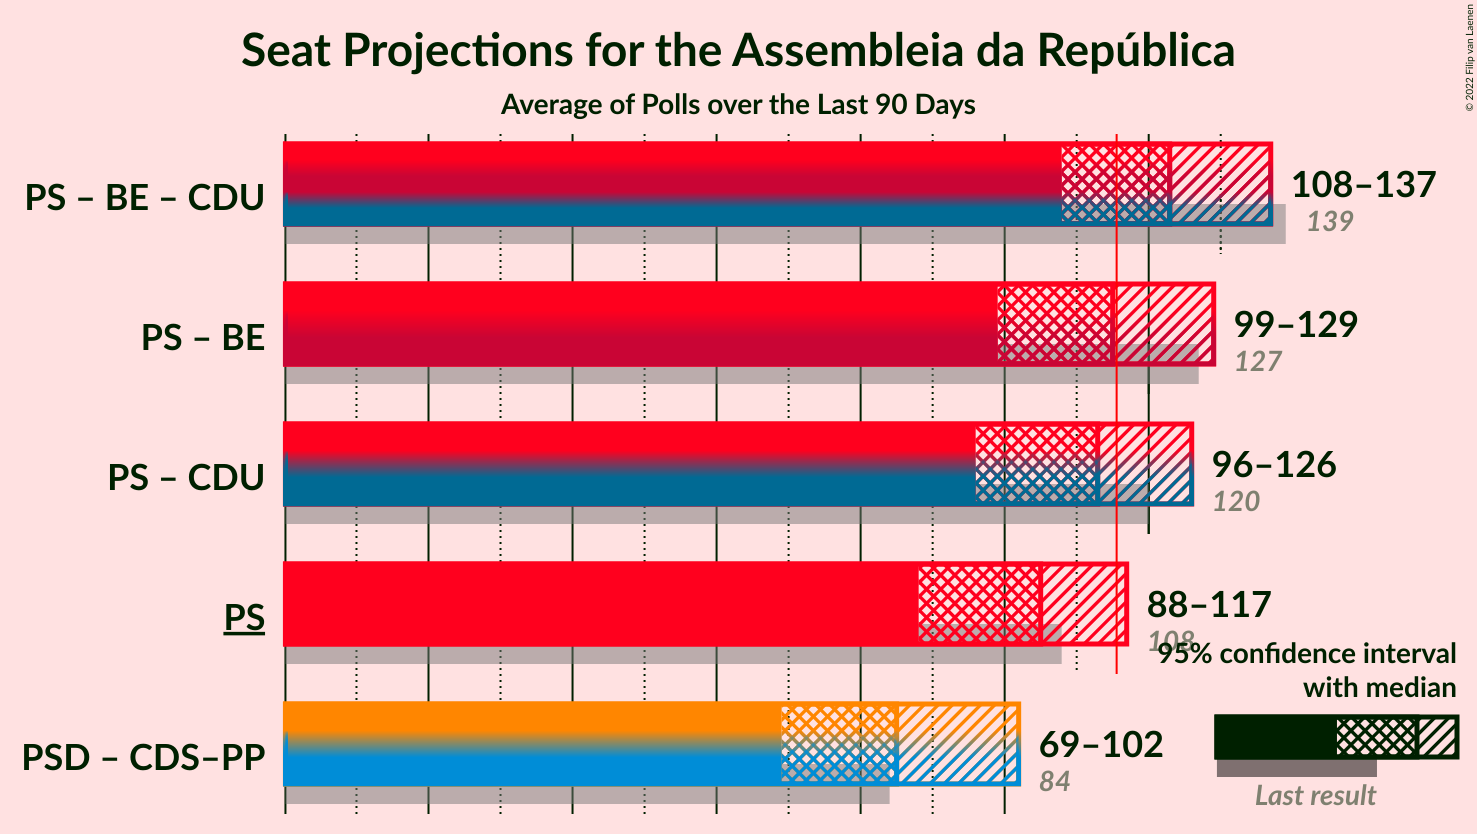 Seat Projections for the Assembleia da República
Average of Polls over the Last 90 Days
© 2022 Filip van Laenen
PS – BE – CDU
108–137
139
PS – BE
99–129
127
PS – CDU
96–126
120
PS
88–117
108
95% confidence interval
with median
Last result
PSD – CDS–PP
69–102
84